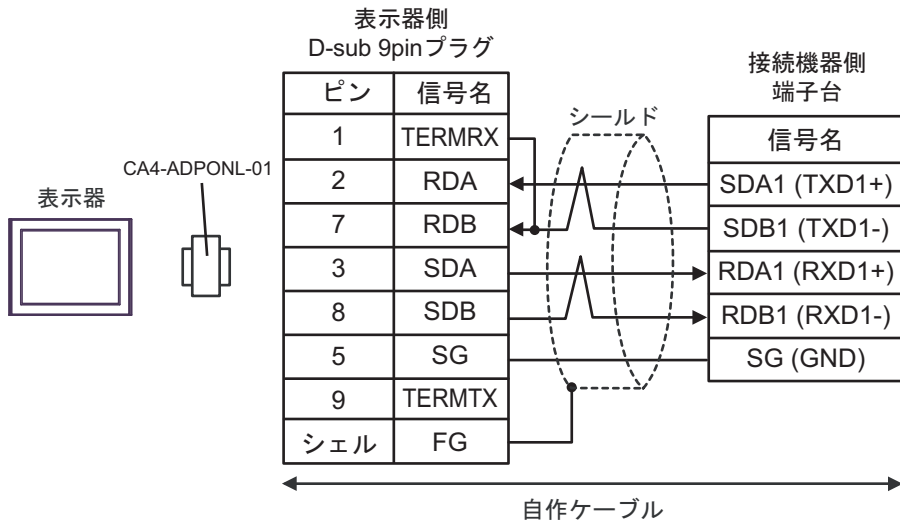 表示器側
D-sub 9pinプラグ
接続機器側
端子台
シールド
CA4-ADPONL-01
表示器
ピン 信号名
1 TERMRX
2 RDA
7 RDB
3 SDA
8 SDB
5 SG
9 TERMTX
シェル FG
信号名
SDA1 (TXD1+)
SDB1 (TXD1-)
RDA1 (RXD1+)
RDB1 (RXD1-)
SG (GND)
自作ケーブル